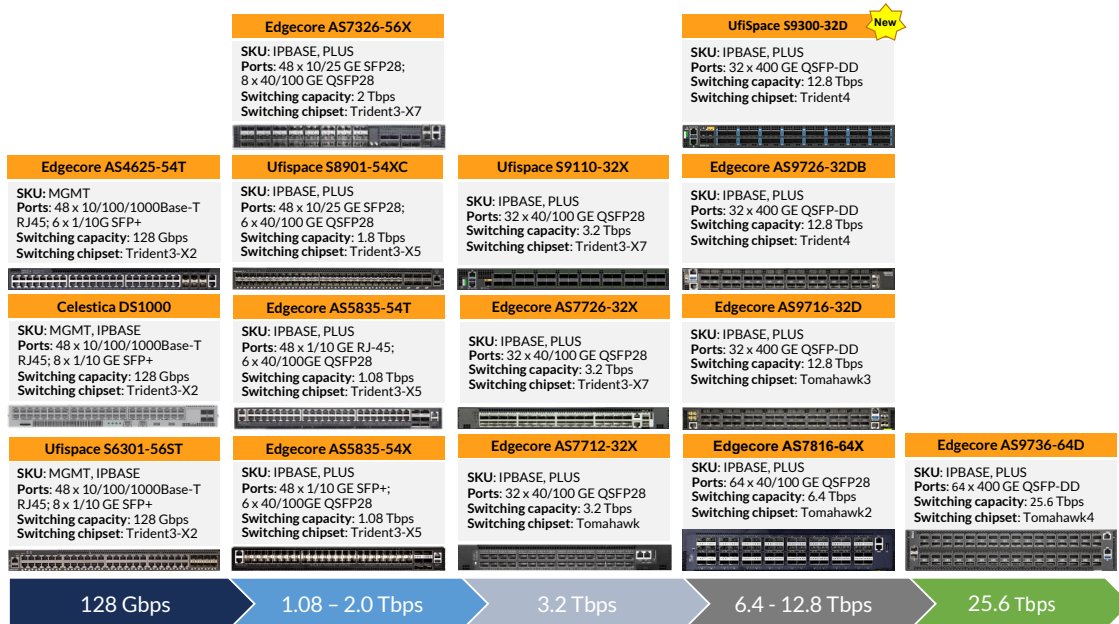 Edgecore AS7326-56X
SKU: IPBASE, PLUS
Ports: 48 x 10/25 GE SFP28;
8 x 40/100 GE QSFP28
Switching capacity: 2 Tbps
Switching chipset: Trident3-X7
UfiSpace S9300-32D
New
SKU: IPBASE, PLUS
Ports: 32 x 400 GE QSFP-DD
Switching capacity: 12.8 Tbps
Switching chipset: Trident4
Edgecore AS4625-54T
SKU: MGMT
Ports: 48 x 10/100/1000Base-T
RJ45; 6 x 1/10G SFP+
Switching capacity: 128 Gbps
Switching chipset: Trident3-X2
Ufispace S8901-54XC
SKU: IPBASE, PLUS
Ports: 48 x 10/25 GE SFP28;
6 x 40/100 GE QSFP28
Switching capacity: 1.8 Tbps
Switching chipset: Trident3-X5
Ufispace S9110-32X
SKU: IPBASE, PLUS
Ports: 32 x 40/100 GE QSFP28
Switching capacity: 3.2 Tbps
Switching chipset: Trident3-X7
Edgecore AS9726-32DB
SKU: IPBASE, PLUS
Ports: 32 x 400 GE QSFP-DD
Switching capacity: 12.8 Tbps
Switching chipset: Trident4
Celestica DS1000
SKU: MGMT, IPBASE
Ports: 48 x 10/100/1000Base-T
RJ45; 8 x 1/10 GE SFP+
Switching capacity: 128 Gbps
Switching chipset: Trident3-X2
Edgecore AS5835-54T
SKU: IPBASE, PLUS
Ports: 48 x 1/10 GE RJ-45;
6 x 40/100GE QSFP28
Switching capacity: 1.08 Tbps
Switching chipset: Trident3-X5
Edgecore AS7726-32X
SKU: IPBASE, PLUS
Ports: 32 x 40/100 GE QSFP28
Switching capacity: 3.2 Tbps
Switching chipset: Trident3-X7
Edgecore AS9716-32D
SKU: IPBASE, PLUS
Ports: 32 x 400 GE QSFP-DD
Switching capacity: 12.8 Tbps
Switching chipset: Tomahawk3
Ufispace S6301-56ST
SKU: MGMT, IPBASE
Ports: 48 x 10/100/1000Base-T
RJ45; 8 x 1/10 GE SFP+
Switching capacity: 128 Gbps
Switching chipset: Trident3-X2
Edgecore AS5835-54X
SKU: IPBASE, PLUS
Ports: 48 x 1/10 GE SFP+;
6 x 40/100GE QSFP28
Switching capacity: 1.08 Tbps
Switching chipset: Trident3-X5
Edgecore AS7712-32X
SKU: IPBASE, PLUS
Ports: 32 x 40/100 GE QSFP28
Switching capacity: 3.2 Tbps
Switching chipset: Tomahawk
Edgecore AS7816-64X
SKU: IPBASE, PLUS
Ports: 64 x 40/100 GE QSFP28
Switching capacity: 6.4 Tbps
Switching chipset: Tomahawk2
Edgecore AS9736-64D
SKU: IPBASE, PLUS
Ports: 64 x 400 GE QSFP-DD
Switching capacity: 25.6 Tbps
Switching chipset: Tomahawk4
128 Gbps
1.08 – 2.0 Tbps
3.2 Tbps
6.4 - 12.8 Tbps
25.6 Tbps